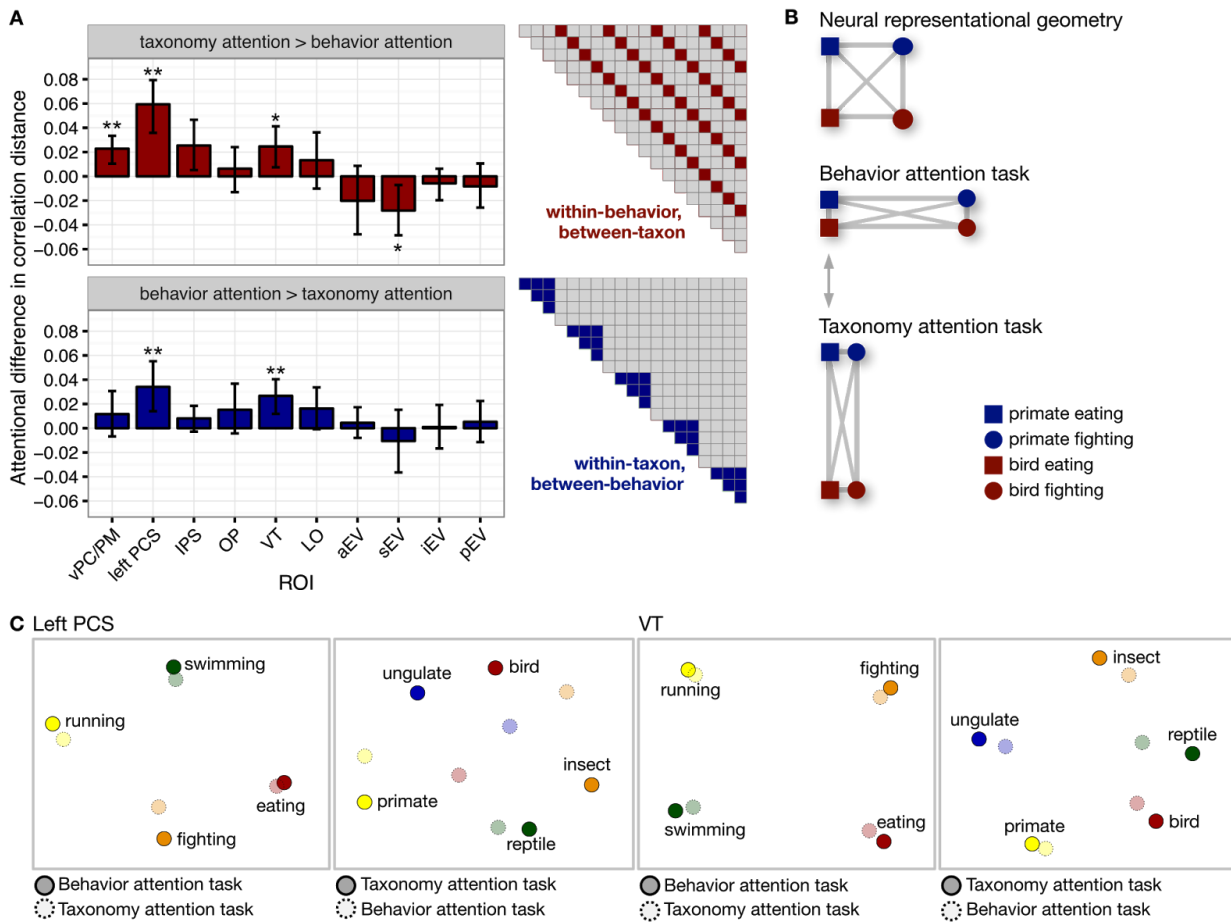 A
taxonomy attention > behavior attention
Attentional difference in correlation distance
0.08
0.06
0.04
0.02
0.00
−0.02
−0.04
−0.06
**
**
*
*
within-behavior,
between-taxon
behavior attention > taxonomy attention
0.08
0.06
0.04
0.02
0.00
−0.02
−0.04
−0.06
**
**
within-taxon,
between-behavior
vPC/PM
left PCS
IPS
OP
VT
LO
aEV
sEV
iEV
pEV
ROI
B
Neural representational geometry
Behavior attention task
Taxonomy attention task
primate eating
primate fighting
bird eating
bird fighting
C Left PCS
swimming
running
eating
fighting
Behavior attention task
Taxonomy attention task
ungulate
bird
insect
primate
reptile
Taxonomy attention task
Behavior attention task
VT
running
fighting
swimming
eating
Behavior attention task
Taxonomy attention task
insect
ungulate
reptile
bird
primate
Taxonomy attention task
Behavior attention task